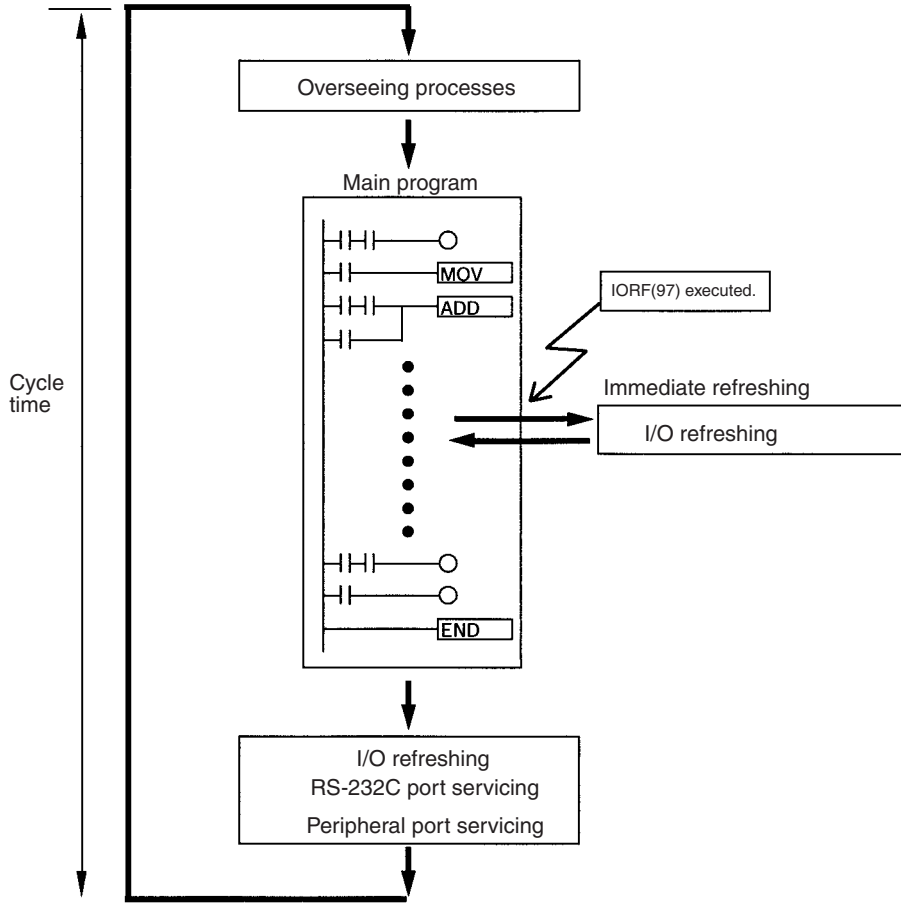 Overseeing processes
Main program
MOV
ADD
IORF(97) executed.
Cycle
time
Immediate refreshing
I/O refreshing
END
I/O refreshing
RS-232C port servicing
Peripheral port servicing